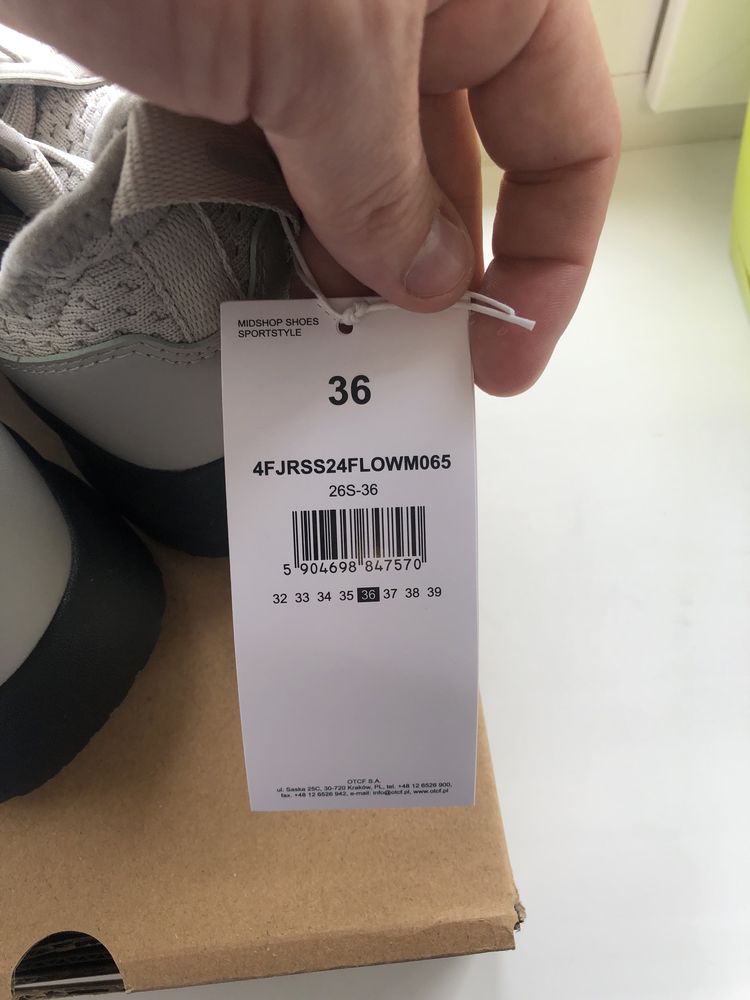 MIDSHOP SHOES
SPORTSTYLE
36
4FJRSS24FLOWM065
26S-36
5 904698 847570
32 33 34 35 36 37 38 39
OTCF S.A.
ul. Saska 25C, 30-720 Kraków, PL, tel. +48 12 6526 900,
fax. +48 12 6526 942, e-mail: info@otcf.pl, www.otcf.pl